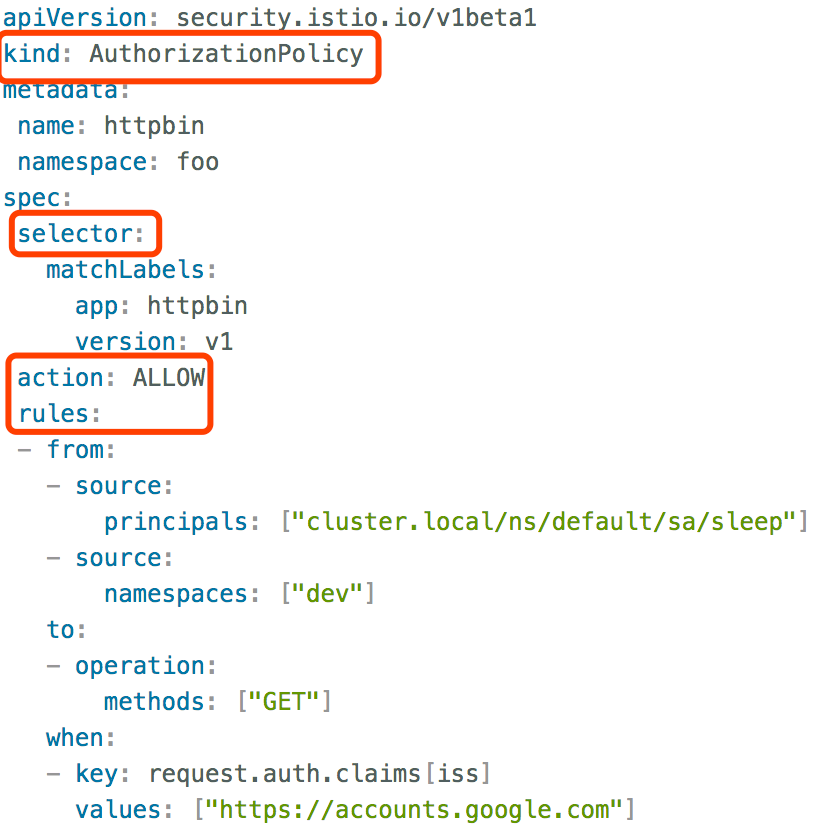 apiVersion: security.istio.io/v1beta1
kind: AuthorizationPolicy
metadata:
 name: httpbin
 namespace: foo
spec:
 selector:
   matchLabels:
     app: httpbin
     version: v1
 action: ALLOW
 rules:
 - from:
   - source:
       principals: ["cluster.local/ns/default/sa/sleep"]
   - source:
       namespaces: ["dev"]
   to:
   - operation:
       methods: ["GET"]
   when:
   - key: request.auth.claims[iss]
     values: ["https://accounts.google.com"]